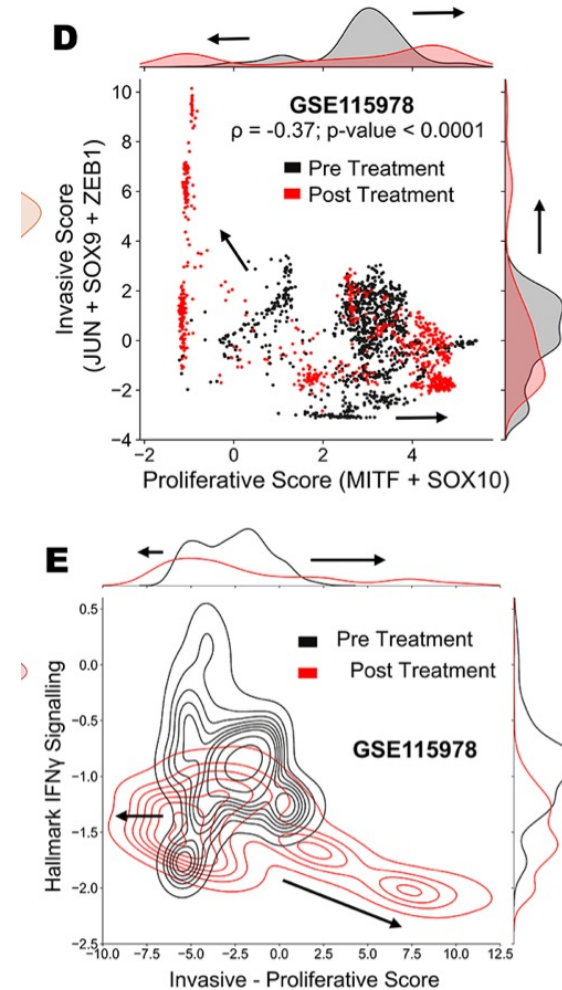 D
GSE115978
ρ = -0.37; p-value < 0.0001
Pre Treatment
Post Treatment
Invasive Score
(JUN + SOX9 + ZEB1)
10
8
6
4
2
0
−2
−4
−2 0 2 4
Proliferative Score (MITF + SOX10)
E
Pre Treatment
Post Treatment
GSE115978
Hallmark IFNγ Signalling
0.5
0.0
−0.5
−1.0
−1.5
−2.0
−2.5
−10.0 −7.5 −5.0 −2.5 0.0 2.5 5.0 7.5 10.0 12.5
Invasive - Proliferative Score